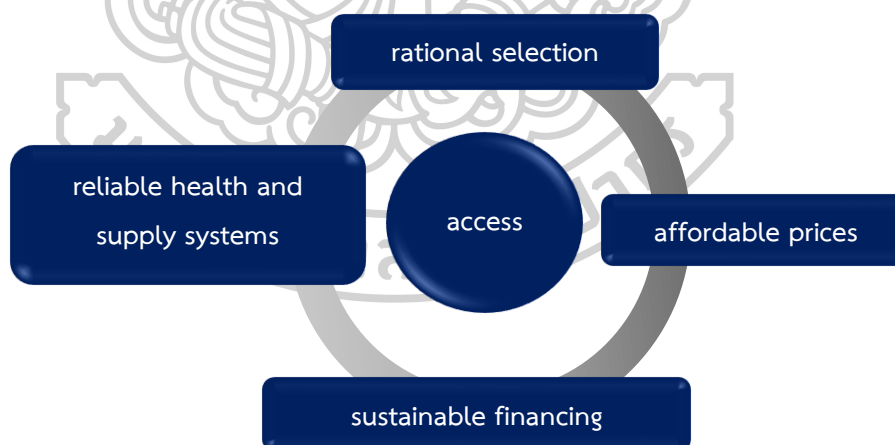 rational selection
reliable health and
supply systems
access
affordable prices
sustainable financing